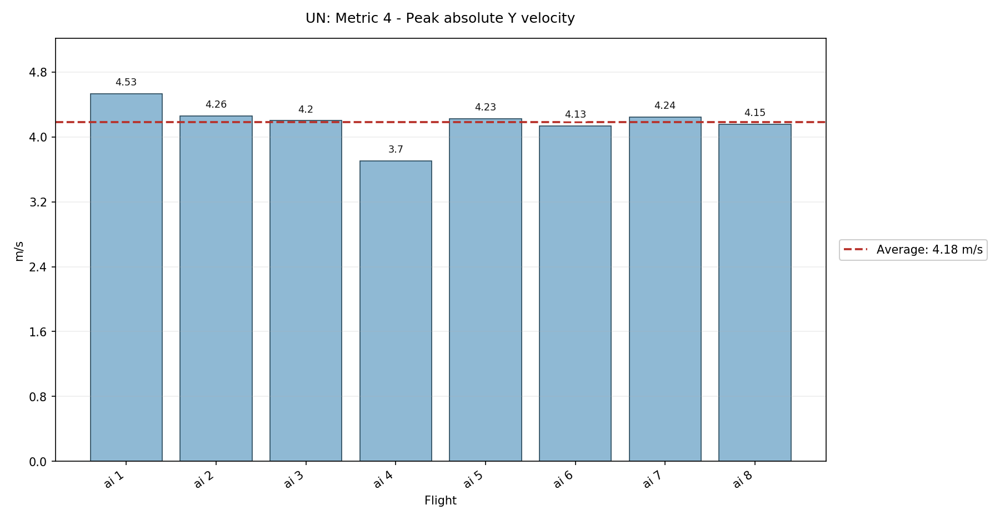 UN: Metric 4 - Peak absolute Y velocity
4.8
4.0
3.2
2.4
1.6
0.8
0.0
m/s
4.53
4.26
4.2
3.7
4.23
4.13
4.24
4.15
ai 1
ai 2
ai 3
ai 4
ai 5
ai 6
ai 7
ai 8
Flight
Average: 4.18 m/s